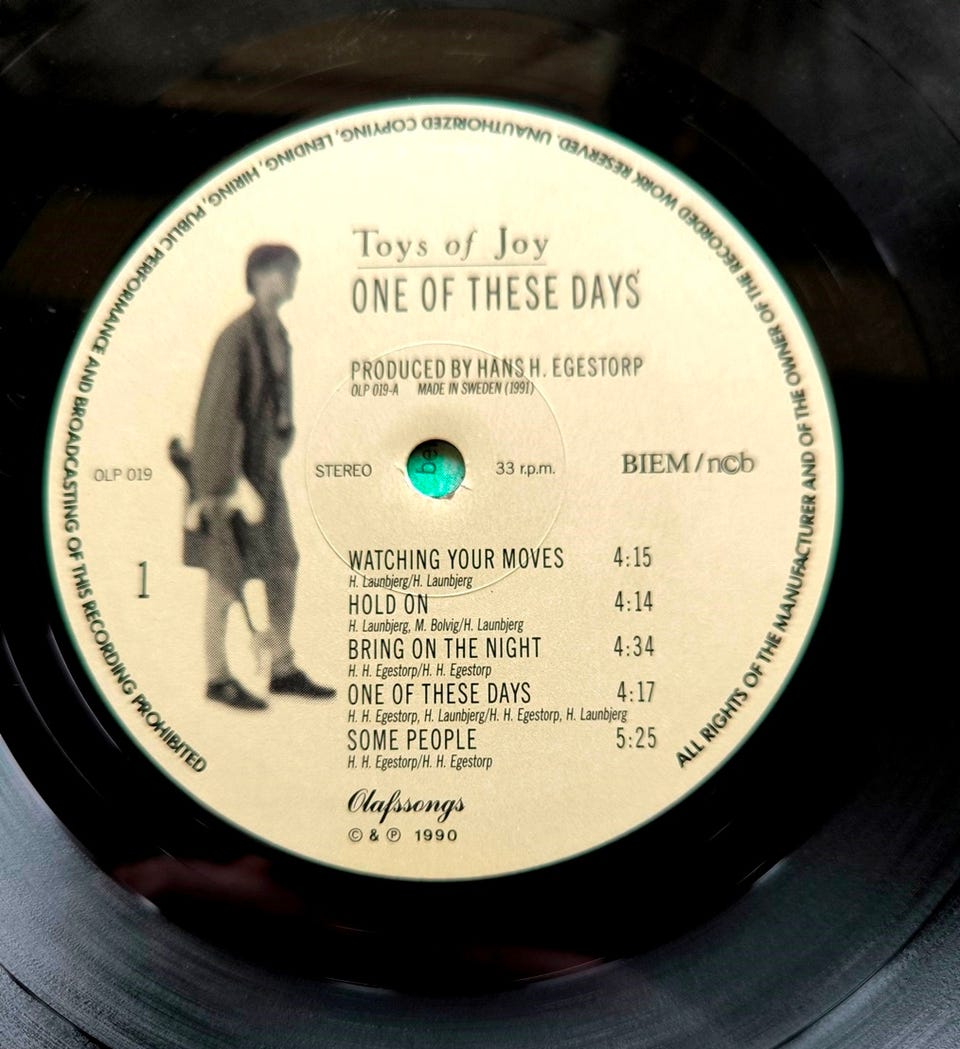 Toys of Joy
ONE OF THESE DAYS
PRODUCED BY HANS H. EGESTORP
OLP 019-A MADE IN SWEDEN (1991)
OLP 019
STEREO
33 r.p.m.
BIEM/n©b
1
WATCHING YOUR MOVES 4:15
H. Launbjerg/H. Launbjerg
HOLD ON 4:14
H. Launbjerg, M. Bolvig/H. Launbjerg
BRING ON THE NIGHT 4:34
H. H. Egestorp/H. H. Egestorp
ONE OF THESE DAYS 4:17
H. H. Egestorp, H. Launbjerg/H. H. Egestorp, H. Launbjerg
SOME PEOPLE 5:25
H. H. Egestorp/H. H. Egestorp
Olafssongs
© & ℗ 1990
ALL RIGHTS OF THE MANUFACTURER AND OF THE OWNER OF THE RECORDED WORK RESERVED. UNAUTHORIZED COPYING, LENDING, HIRING, PUBLIC PERFORMANCE AND BROADCASTING OF THIS RECORDING PROHIBITED